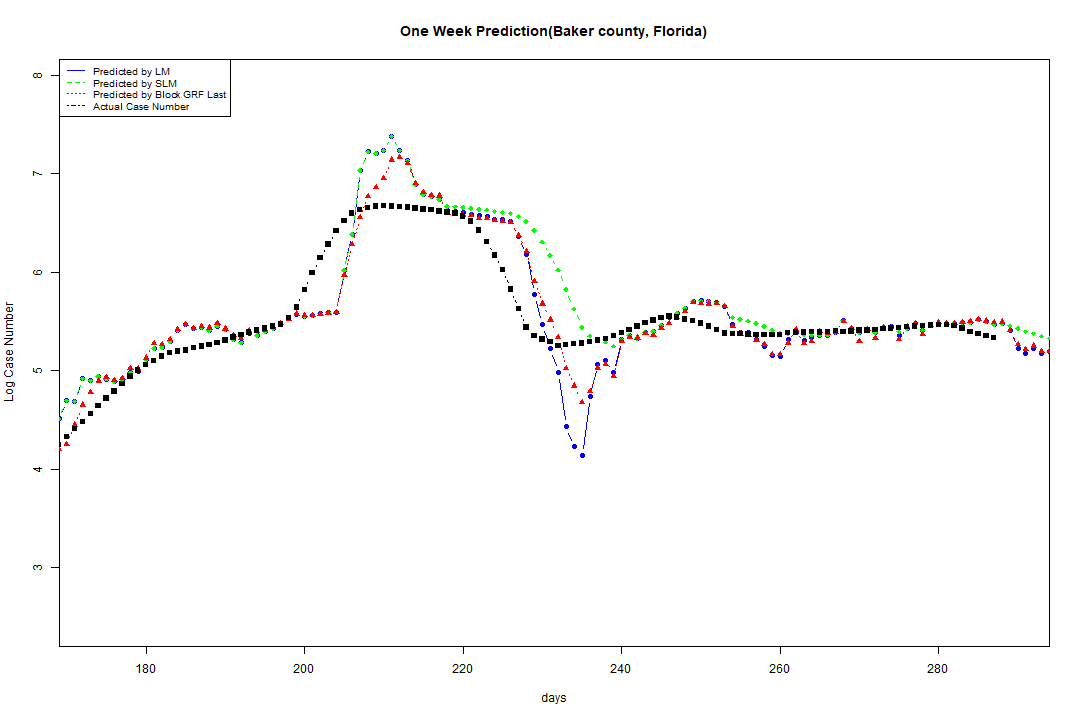 One Week Prediction(Baker county, Florida)
Predicted by LM
Predicted by SLM
Predicted by Block GRF Last
Actual Case Number
8
7
6
5
4
3
Log Case Number
180 200 220 240 260 280
days